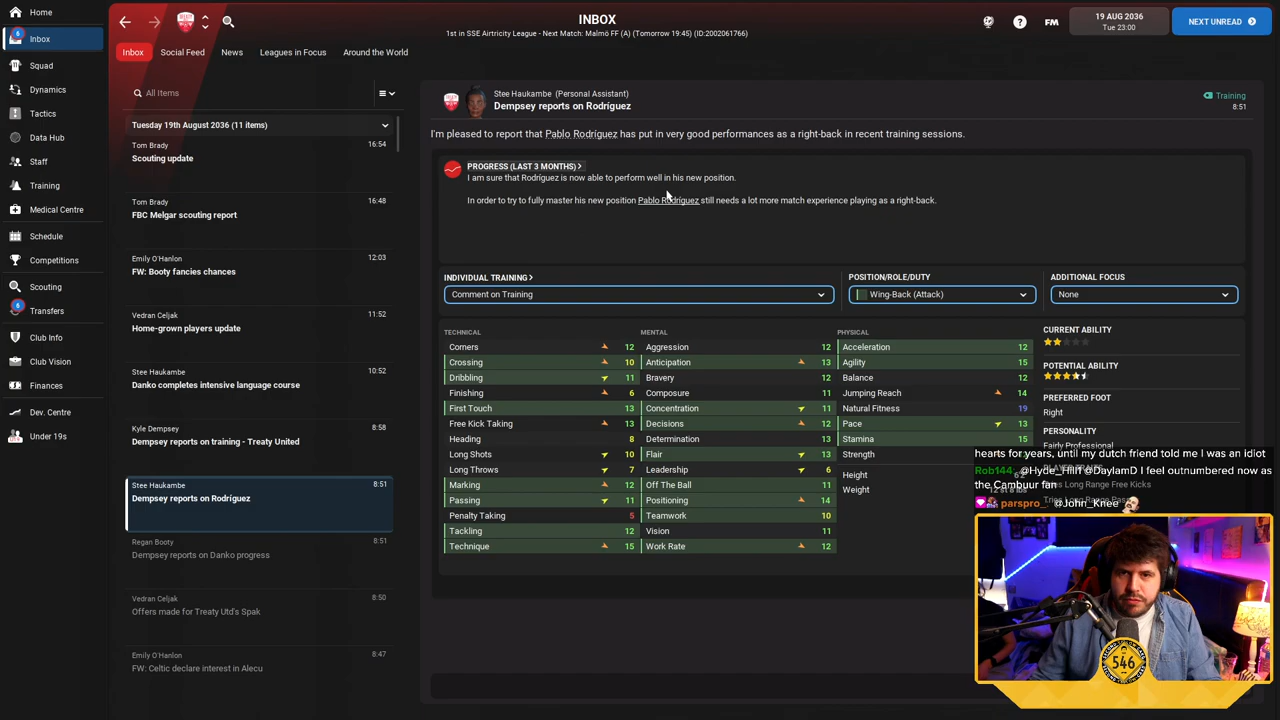 Home
6
Inbox
Squad
Dynamics
Tactics
Data Hub
Staff
Training
Medical Centre
Schedule
Competitions
Scouting
6
Transfers
Club Info
Club Vision
Finances
Dev. Centre
Under 19s
INBOX
1st in SSE Airtricity League - Next Match: Malmö FF (A) (Tomorrow 19:45) (ID:2002061766)
?
FM
19 AUG 2036
Tue 23:00
NEXT UNREAD
Inbox
Social Feed
News
Leagues in Focus
Around the World
All Items
Tuesday 19th August 2036 (11 items)
Tom Brady 16:54
Scouting update
Tom Brady 16:48
FBC Melgar scouting report
Emily O'Hanlon 12:03
FW: Booty fancies chances
Vedran Celjak 11:52
Home-grown players update
Stee Haukambe 10:52
Danko completes intensive language course
Kyle Dempsey 8:58
Dempsey reports on training - Treaty United
Stee Haukambe 8:51
Dempsey reports on Rodríguez
Regan Booty 8:51
Dempsey reports on Danko progress
Vedran Celjak 8:50
Offers made for Treaty Utd's Spak
Emily O'Hanlon 8:47
FW: Celtic declare interest in Alecu
Stee Haukambe (Personal Assistant)
Dempsey reports on Rodríguez
Training
8:51
I'm pleased to report that Pablo Rodríguez has put in very good performances as a right-back in recent training sessions.
PROGRESS (LAST 3 MONTHS) >
I am sure that Rodríguez is now able to perform well in his new position.
In order to try to fully master his new position Pablo Rodríguez still needs a lot more match experience playing as a right-back.
INDIVIDUAL TRAINING >
Comment on Training
POSITION/ROLE/DUTY
Wing-Back (Attack)
ADDITIONAL FOCUS
None
TECHNICAL
Corners 12
Crossing 10
Dribbling 11
Finishing 6
First Touch 13
Free Kick Taking 13
Heading 8
Long Shots 10
Long Throws 7
Marking 12
Passing 11
Penalty Taking 5
Tackling 12
Technique 15
MENTAL
Aggression 12
Anticipation 13
Bravery 12
Composure 11
Concentration 11
Decisions 12
Determination 13
Flair 13
Leadership 6
Off The Ball 11
Positioning 14
Teamwork 10
Vision 11
Work Rate 12
PHYSICAL
Acceleration 12
Agility 15
Balance 12
Jumping Reach 14
Natural Fitness 19
Pace 13
Stamina 15
Strength
Height
Weight
CURRENT ABILITY
POTENTIAL ABILITY
PREFERRED FOOT
Right
PERSONALITY
Fairly Professional
hearts for years, until my dutch friend told me I was an idiot
Rob144: @Hyde_Hill @DaylamD I feel outnumbered now as
the Cambuur fan
parspro_: @John_Knee
546